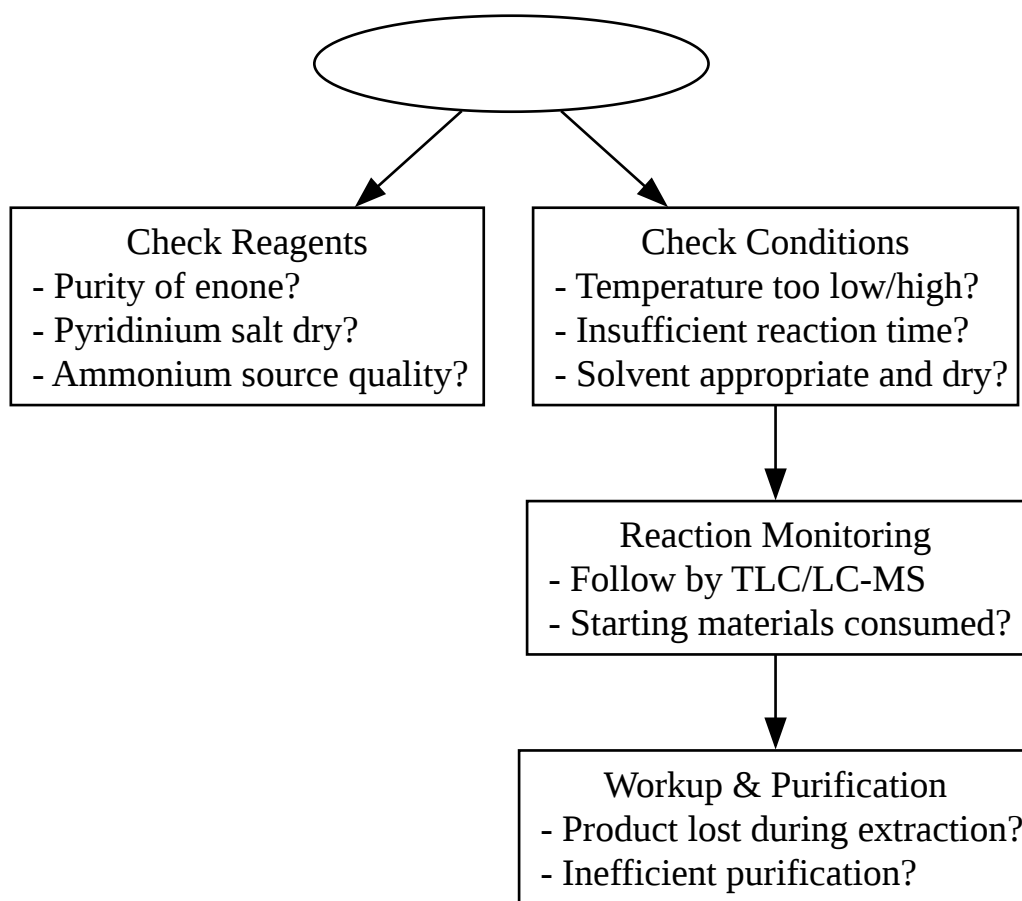 Check Reagents
- Purity of enone?
- Pyridinium salt dry?
- Ammonium source quality?
Check Conditions
- Temperature too low/high?
- Insufficient reaction time?
- Solvent appropriate and dry?
Reaction Monitoring
- Follow by TLC/LC-MS
- Starting materials consumed?
Workup & Purification
- Product lost during extraction?
- Inefficient purification?